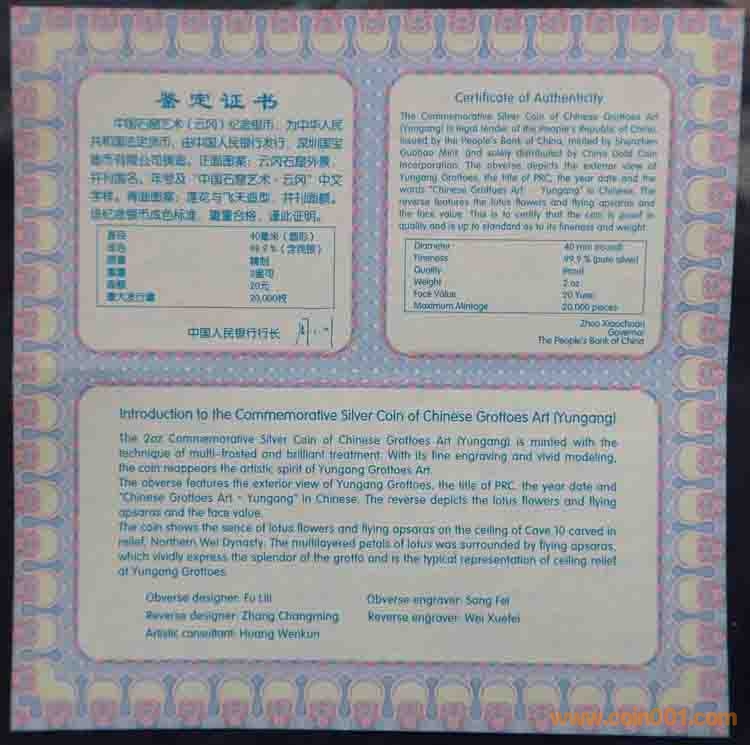 鉴定证书
中国石窟艺术（云冈）纪念银币，为中华人民
共和国法定货币，由中国人民银行发行，深圳国宝
造币有限公司铸造。正面图案：云冈石窟外景，
并刊国名、年号及“中国石窟艺术·云冈”中文
字样。背面图案：莲花与飞天造型，并刊面额。
该纪念银币成色标准，重量合格，谨此证明。
直径 40毫米（圆形）
成色 99.9%（含纯银）
质量 精制
重量 2盎司
面额 20元
最大发行量 20,000枚
中国人民银行行长
Certificate of Authenticity
The Commemorative Silver Coin of Chinese Grottoes Art
(Yungang) is legal tender of the People's Republic of China,
issued by the People's Bank of China, minted by Shenzhen
Guobao Mint and solely distributed by China Gold Coin
Incorporation. The obverse depicts the exterior view of
Yungang Grottoes, the title of PRC, the year date and the
words "Chinese Grottoes Art - Yungang" in Chinese. The
reverse features the lotus flowers and flying apsaras and
the face value. This is to certify that the coin is proof in
quality and is up to standard as to its fineness and weight.
Diameter 40 mm (round)
Fineness 99.9 % (pure silver)
Quality Proof
Weight 2 oz
Face Value 20 Yuan
Maximum Mintage 20,000 pieces
Zhou Xiaochuan
Governor
The People's Bank of China
Introduction to the Commemorative Silver Coin of Chinese Grottoes Art (Yungang)
The 2oz Commemorative Silver Coin of Chinese Grottoes Art (Yungang) is minted with the
technique of multi-frosted and brilliant treatment. With its fine engraving and vivid modeling,
the coin reappears the artistic spirit of Yungang Grottoes Art.
The obverse features the exterior view of Yungang Grottoes, the title of PRC, the year date and
"Chinese Grottoes Art - Yungang" in Chinese. The reverse depicts the lotus flowers and flying
apsaras and the face value.
The coin shows the sence of lotus flowers and flying apsaras on the ceiling of Cave 10 carved in
relief, Northern Wei Dynasty. The multilayered petals of lotus was surrounded by flying apsaras,
which vividly express the splendor of the grotto and is the typical representation of ceiling relief
at Yungang Grottoes.
Obverse designer: Fu Lili Obverse engraver: Song Fei
Reverse designer: Zhang Changming Reverse engraver: Wei Xuefei
Artistic consultant: Huang Wenkun
www.coin001.com